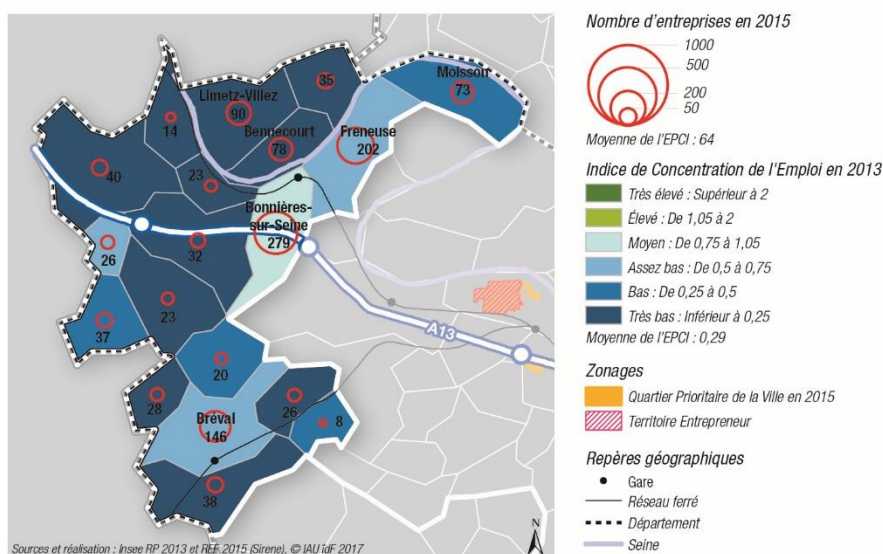 Moisson
73
35
Limetz-Villez
90
14
Bennecourt
78
Freneuse
202
40
23
Bonnières-
sur-Seine
279
26
32
23
37
A13
20
28
26
8
Bréval
146
38
N
Sources et réalisation : Insee RP 2013 et REE 2015 (Sirene), © IAU îdF 2017
Nombre d'entreprises en 2015
1000
500
200
50
Moyenne de l'EPCI : 64
Indice de Concentration de l'Emploi en 2013
Très élevé : Supérieur à 2
Élevé : De 1,05 à 2
Moyen : De 0,75 à 1,05
Assez bas : De 0,5 à 0,75
Bas : De 0,25 à 0,5
Très bas : Inférieur à 0,25
Moyenne de l'EPCI : 0,29
Zonages
Quartier Prioritaire de la Ville en 2015
Territoire Entrepreneur
Repères géographiques
Gare
Réseau ferré
Département
Seine